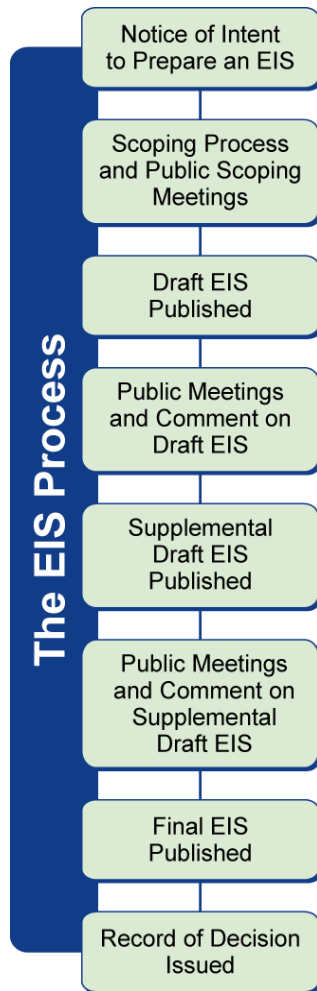 The EIS Process
Notice of Intent
to Prepare an EIS
Scoping Process
and Public Scoping
Meetings
Draft EIS
Published
Public Meetings
and Comment on
Draft EIS
Supplemental
Draft EIS
Published
Public Meetings
and Comment on
Supplemental
Draft EIS
Final EIS
Published
Record of Decision
Issued